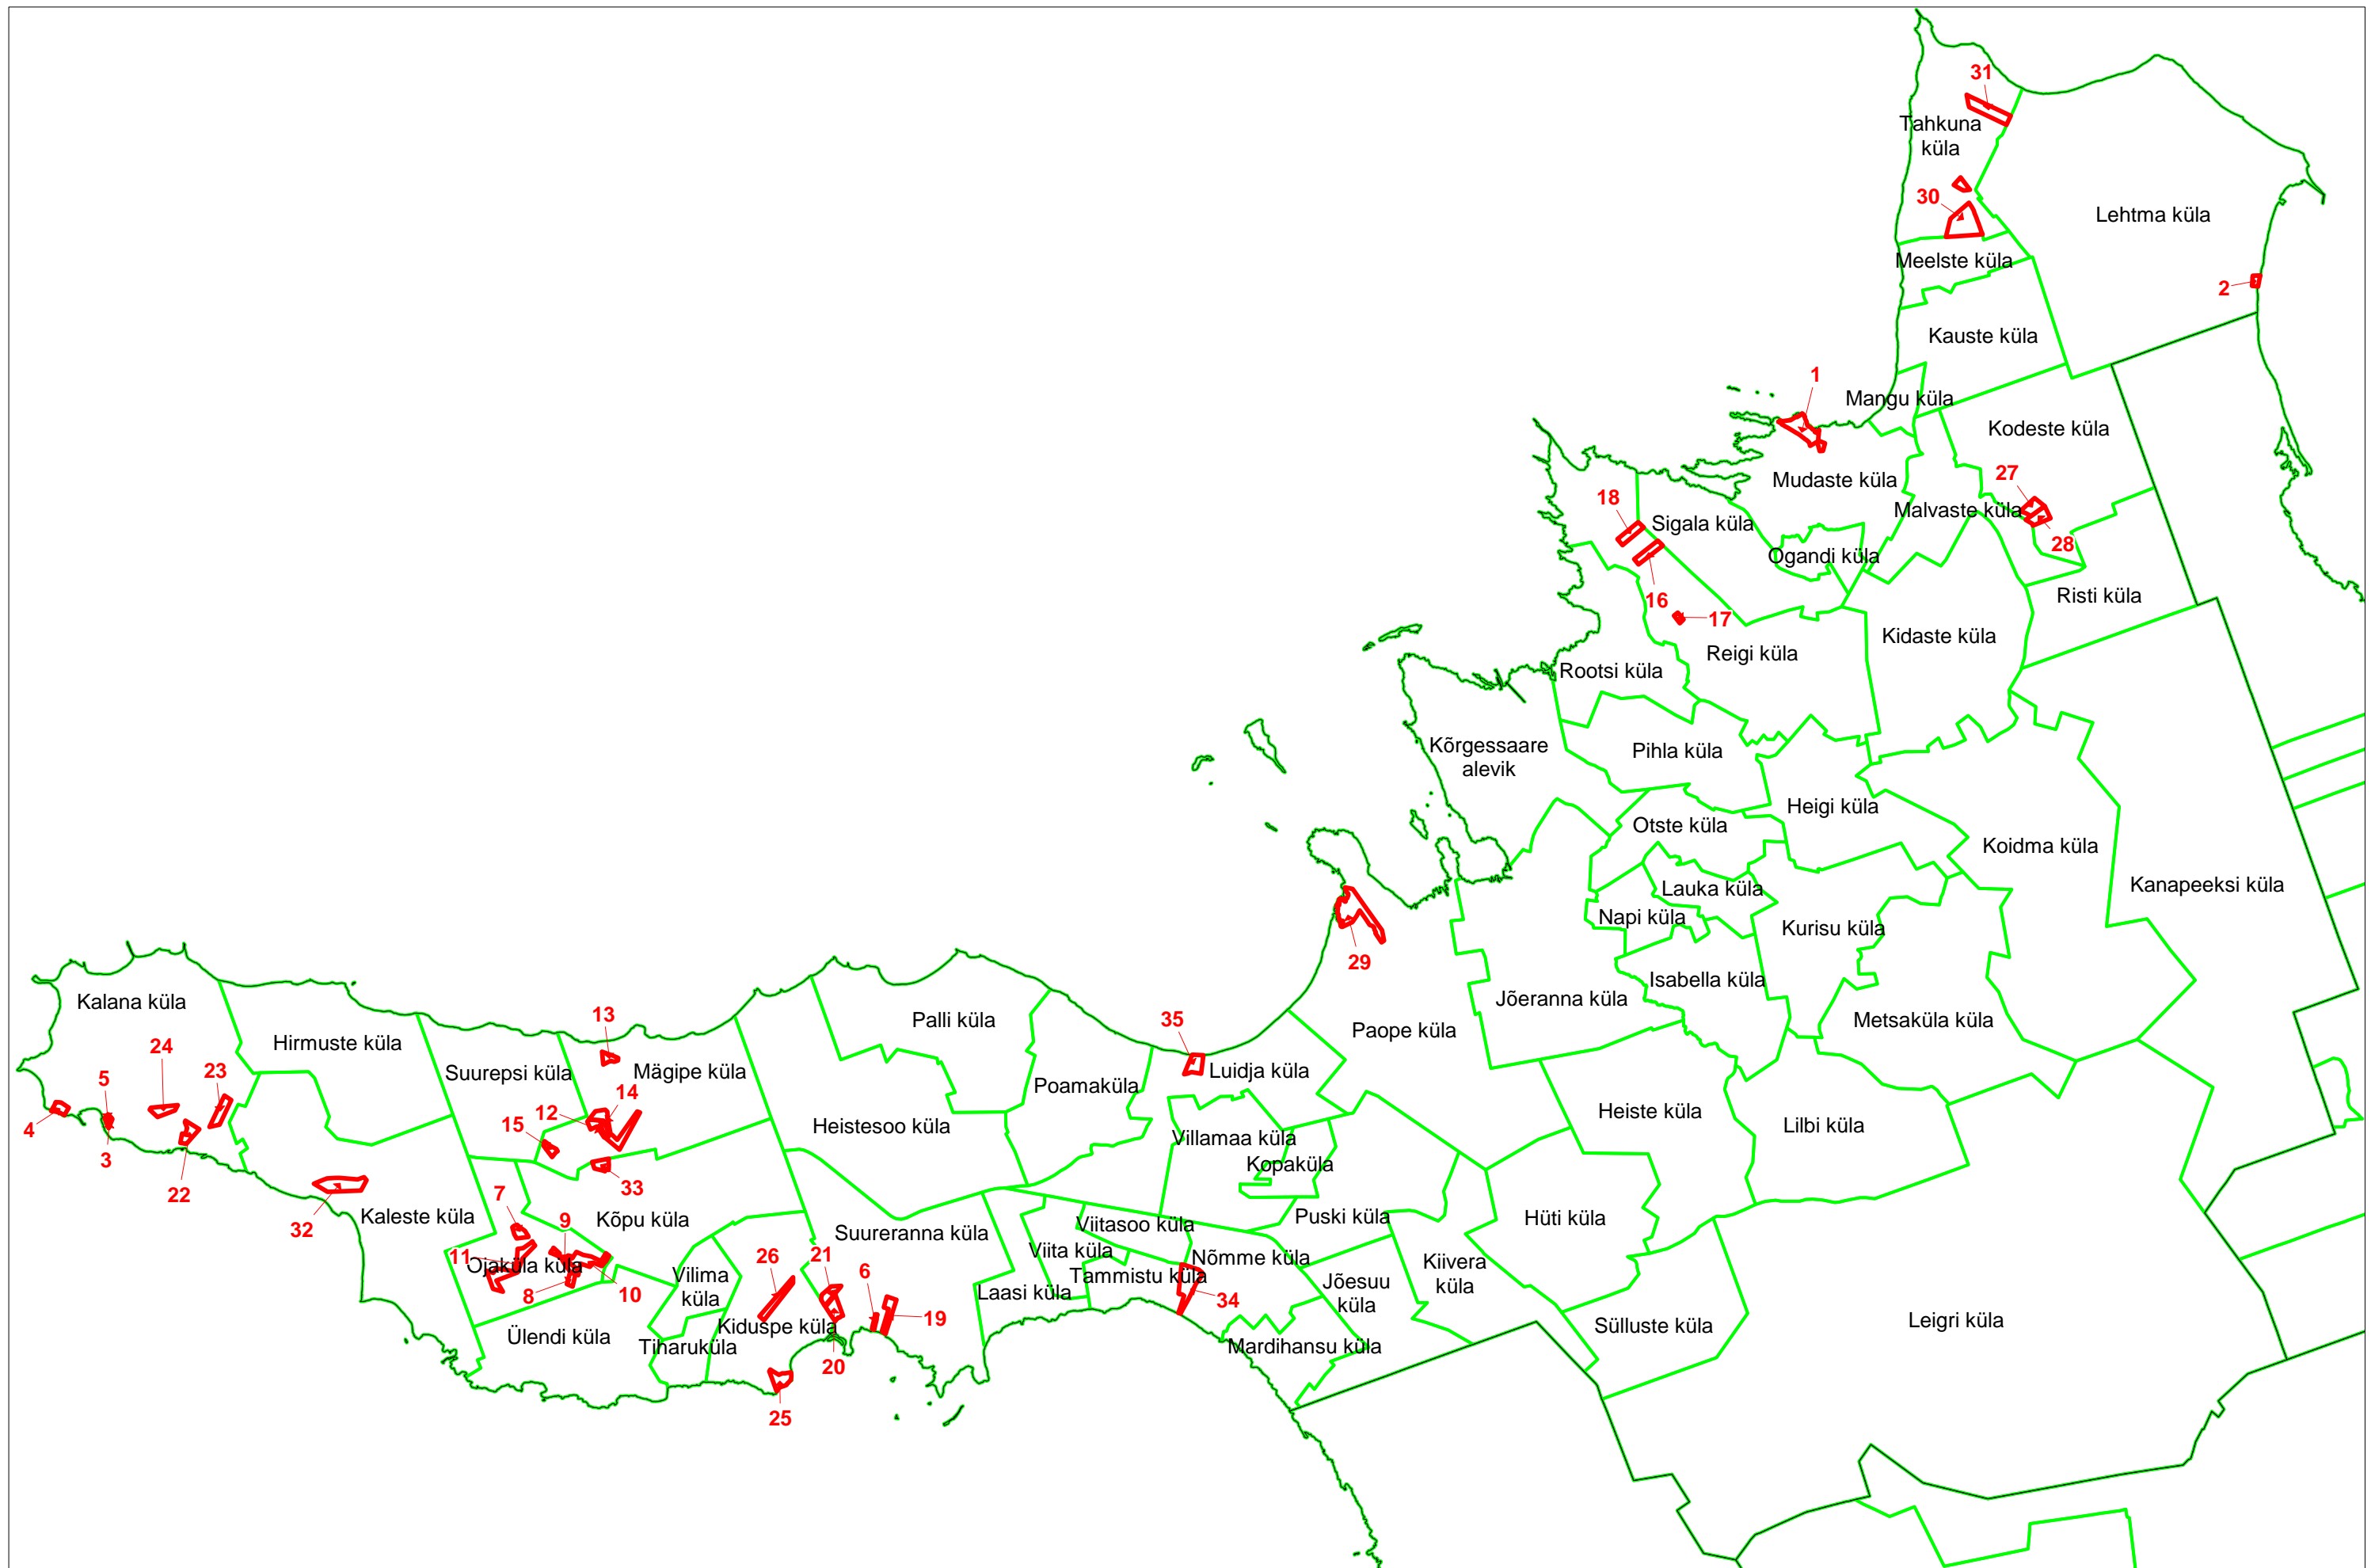 31
Tahkuna
küla
30
Lehtma küla
Meelste küla
2
Kauste küla
1
Mangu küla
Kodeste küla
27
Mudaste küla
18
Malvaste küla
Sigala küla
28
Ogandi küla
16
Risti küla
17
Kidaste küla
Reigi küla
Rootsi küla
Kõrgessaare
alevik
Pihla küla
Heigi küla
Otste küla
Koidma küla
Lauka küla
Kanapeeksi küla
Napi küla
Kurisu küla
29
Isabella küla
Kalana küla
Jõeranna küla
13
35
Palli küla
Metsaküla küla
Paope küla
Hirmuste küla
24
Suurepsi küla
Mägipe küla
Luidja küla
23
5
Poamaküla
14
12
Heiste küla
15
4
Heistesoo küla
Lilbi küla
Villamaa küla
3
Kopaküla
22
33
7
32
Kaleste küla
Kõpu küla
9
Suureranna küla
Viitasoo küla
Puski küla
Hüti küla
11
Ojaküla küla
26
21
6
Viita küla
Nõmme küla
Kiivera
küla
Vilima
küla
Tammistu küla
Jõesuu
küla
8
10
Laasi küla
34
19
Kiduspe küla
Sülluste küla
Leigri küla
Ülendi küla
Tiharuküla
Mardihansu küla
20
25